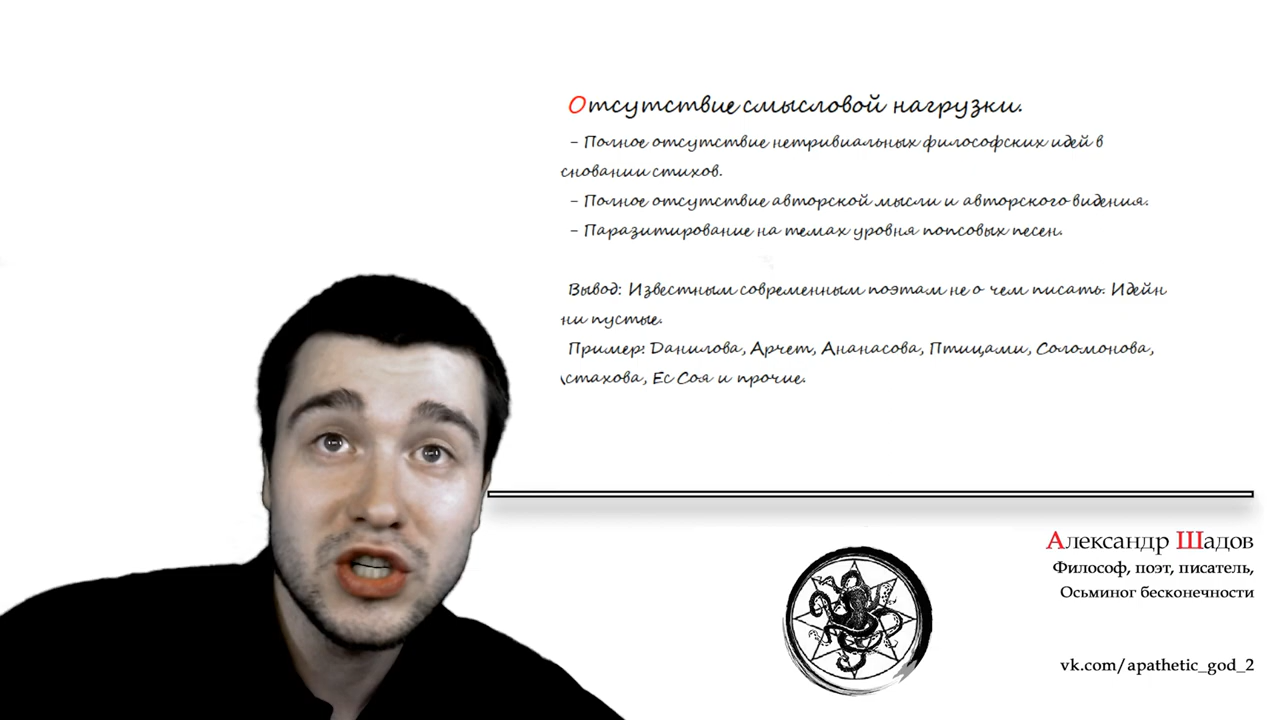 Отсутствие смысловой нагрузки.
– Полное отсутствие нетривиальных философских идей в
сновании стихов.
– Полное отсутствие авторской мысли и авторского видения.
– Паразитирование на темах уровня попсовых песен.
Вывод: Известным современным поэтам не о чем писать. Идейн
ни пустые.
Пример: Данилова, Арчет, Ананасова, Птицами, Соломонова,
стахова, Ес Соя и прочие.
Александр Шадов
Философ, поэт, писатель,
Осьминог бесконечности
vk.com/apathetic_god_2